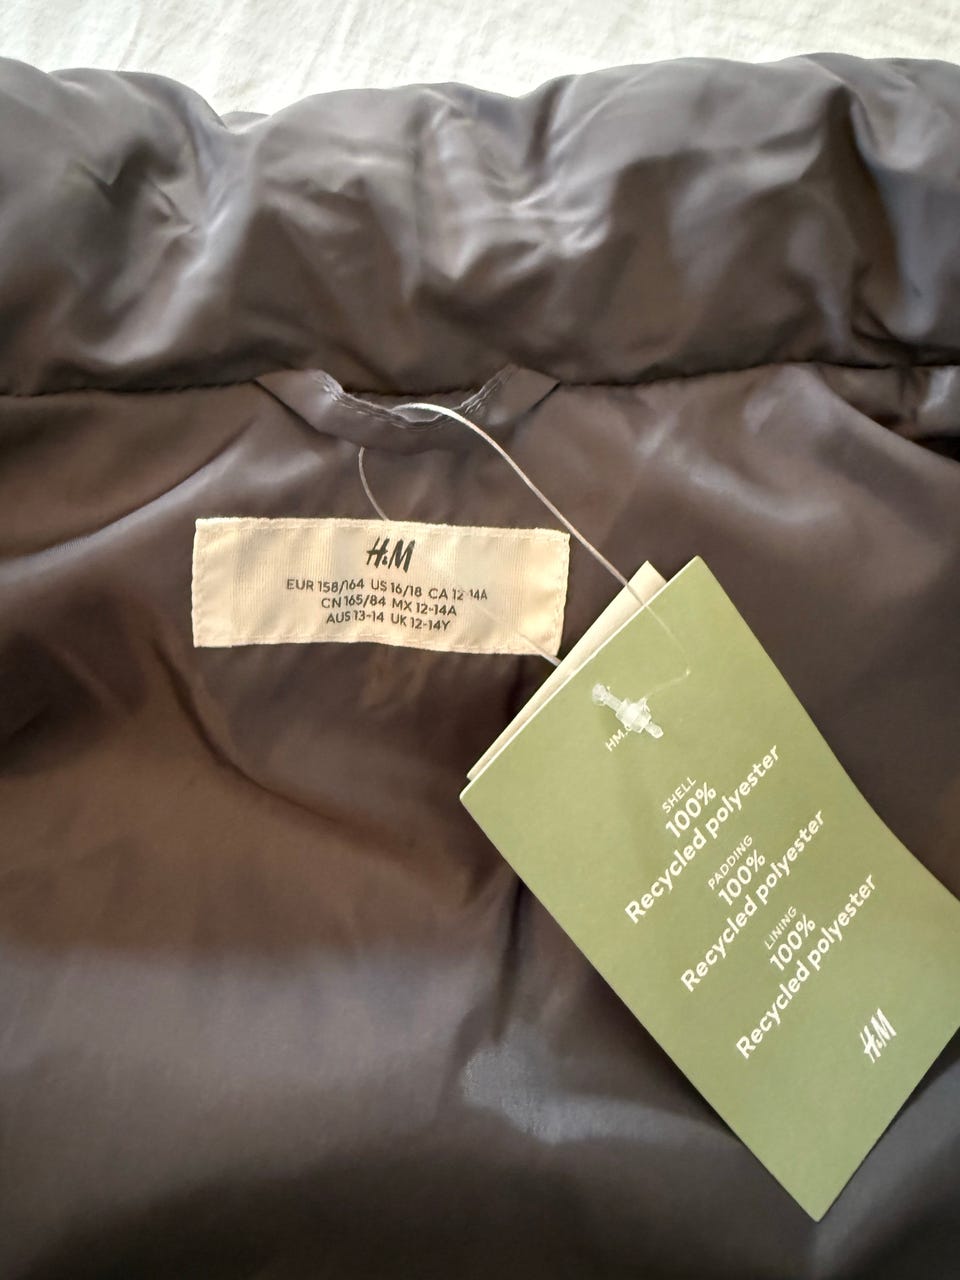 H&M
EUR 158/164 US 16/18 CA 12-14A
CN 165/84 MX 12-14A
AUS 13-14 UK 12-14Y
HM.
SHELL
100%
Recycled polyester
PADDING
100%
Recycled polyester
LINING
100%
Recycled polyester
H&M